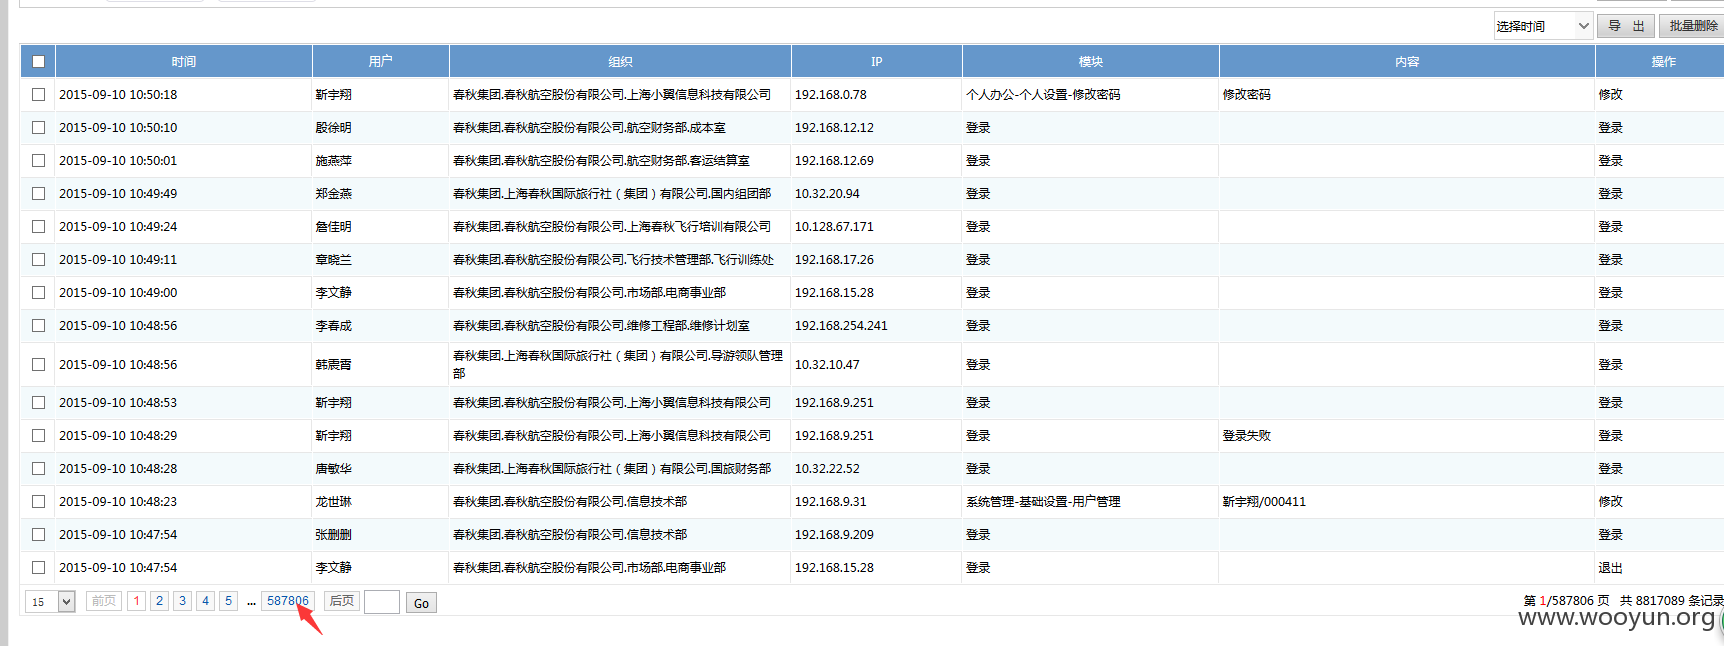 选择时间 导 出 批量删除
时间 用户 组织 IP 模块 内容 操作
2015-09-10 10:50:18 靳宇翔 春秋集团.春秋航空股份有限公司.上海小翼信息科技有限公司 192.168.0.78 个人办公-个人设置-修改密码 修改密码 修改
2015-09-10 10:50:10 殷徐明 春秋集团.春秋航空股份有限公司.航空财务部.成本室 192.168.12.12 登录 登录
2015-09-10 10:50:01 施燕萍 春秋集团.春秋航空股份有限公司.航空财务部.客运结算室 192.168.12.69 登录 登录
2015-09-10 10:49:49 郑金燕 春秋集团.上海春秋国际旅行社（集团）有限公司.国内组团部 10.32.20.94 登录 登录
2015-09-10 10:49:24 詹佳明 春秋集团.春秋航空股份有限公司.上海春秋飞行培训有限公司 10.128.67.171 登录 登录
2015-09-10 10:49:11 章晓兰 春秋集团.春秋航空股份有限公司.飞行技术管理部.飞行训练处 192.168.17.26 登录 登录
2015-09-10 10:49:00 李文静 春秋集团.春秋航空股份有限公司.市场部.电商事业部 192.168.15.28 登录 登录
2015-09-10 10:48:56 李春成 春秋集团.春秋航空股份有限公司.维修工程部.维修计划室 192.168.254.241 登录 登录
2015-09-10 10:48:56 韩震霄 春秋集团.上海春秋国际旅行社（集团）有限公司.导游领队管理 10.32.10.47 登录 登录
部
2015-09-10 10:48:53 靳宇翔 春秋集团.春秋航空股份有限公司.上海小翼信息科技有限公司 192.168.9.251 登录 登录
2015-09-10 10:48:29 靳宇翔 春秋集团.春秋航空股份有限公司.上海小翼信息科技有限公司 192.168.9.251 登录 登录失败 登录
2015-09-10 10:48:28 唐敏华 春秋集团.上海春秋国际旅行社（集团）有限公司.国旅财务部 10.32.22.52 登录 登录
2015-09-10 10:48:23 龙世琳 春秋集团.春秋航空股份有限公司.信息技术部 192.168.9.31 系统管理-基础设置-用户管理 靳宇翔/000411 修改
2015-09-10 10:47:54 张删删 春秋集团.春秋航空股份有限公司.信息技术部 192.168.9.209 登录 登录
2015-09-10 10:47:54 李文静 春秋集团.春秋航空股份有限公司.市场部.电商事业部 192.168.15.28 登录 退出
15 前页 1 2 3 4 5 ... 587806 后页 Go 第 1/587806 页 共 8817089 条记录
www.wooyun.org